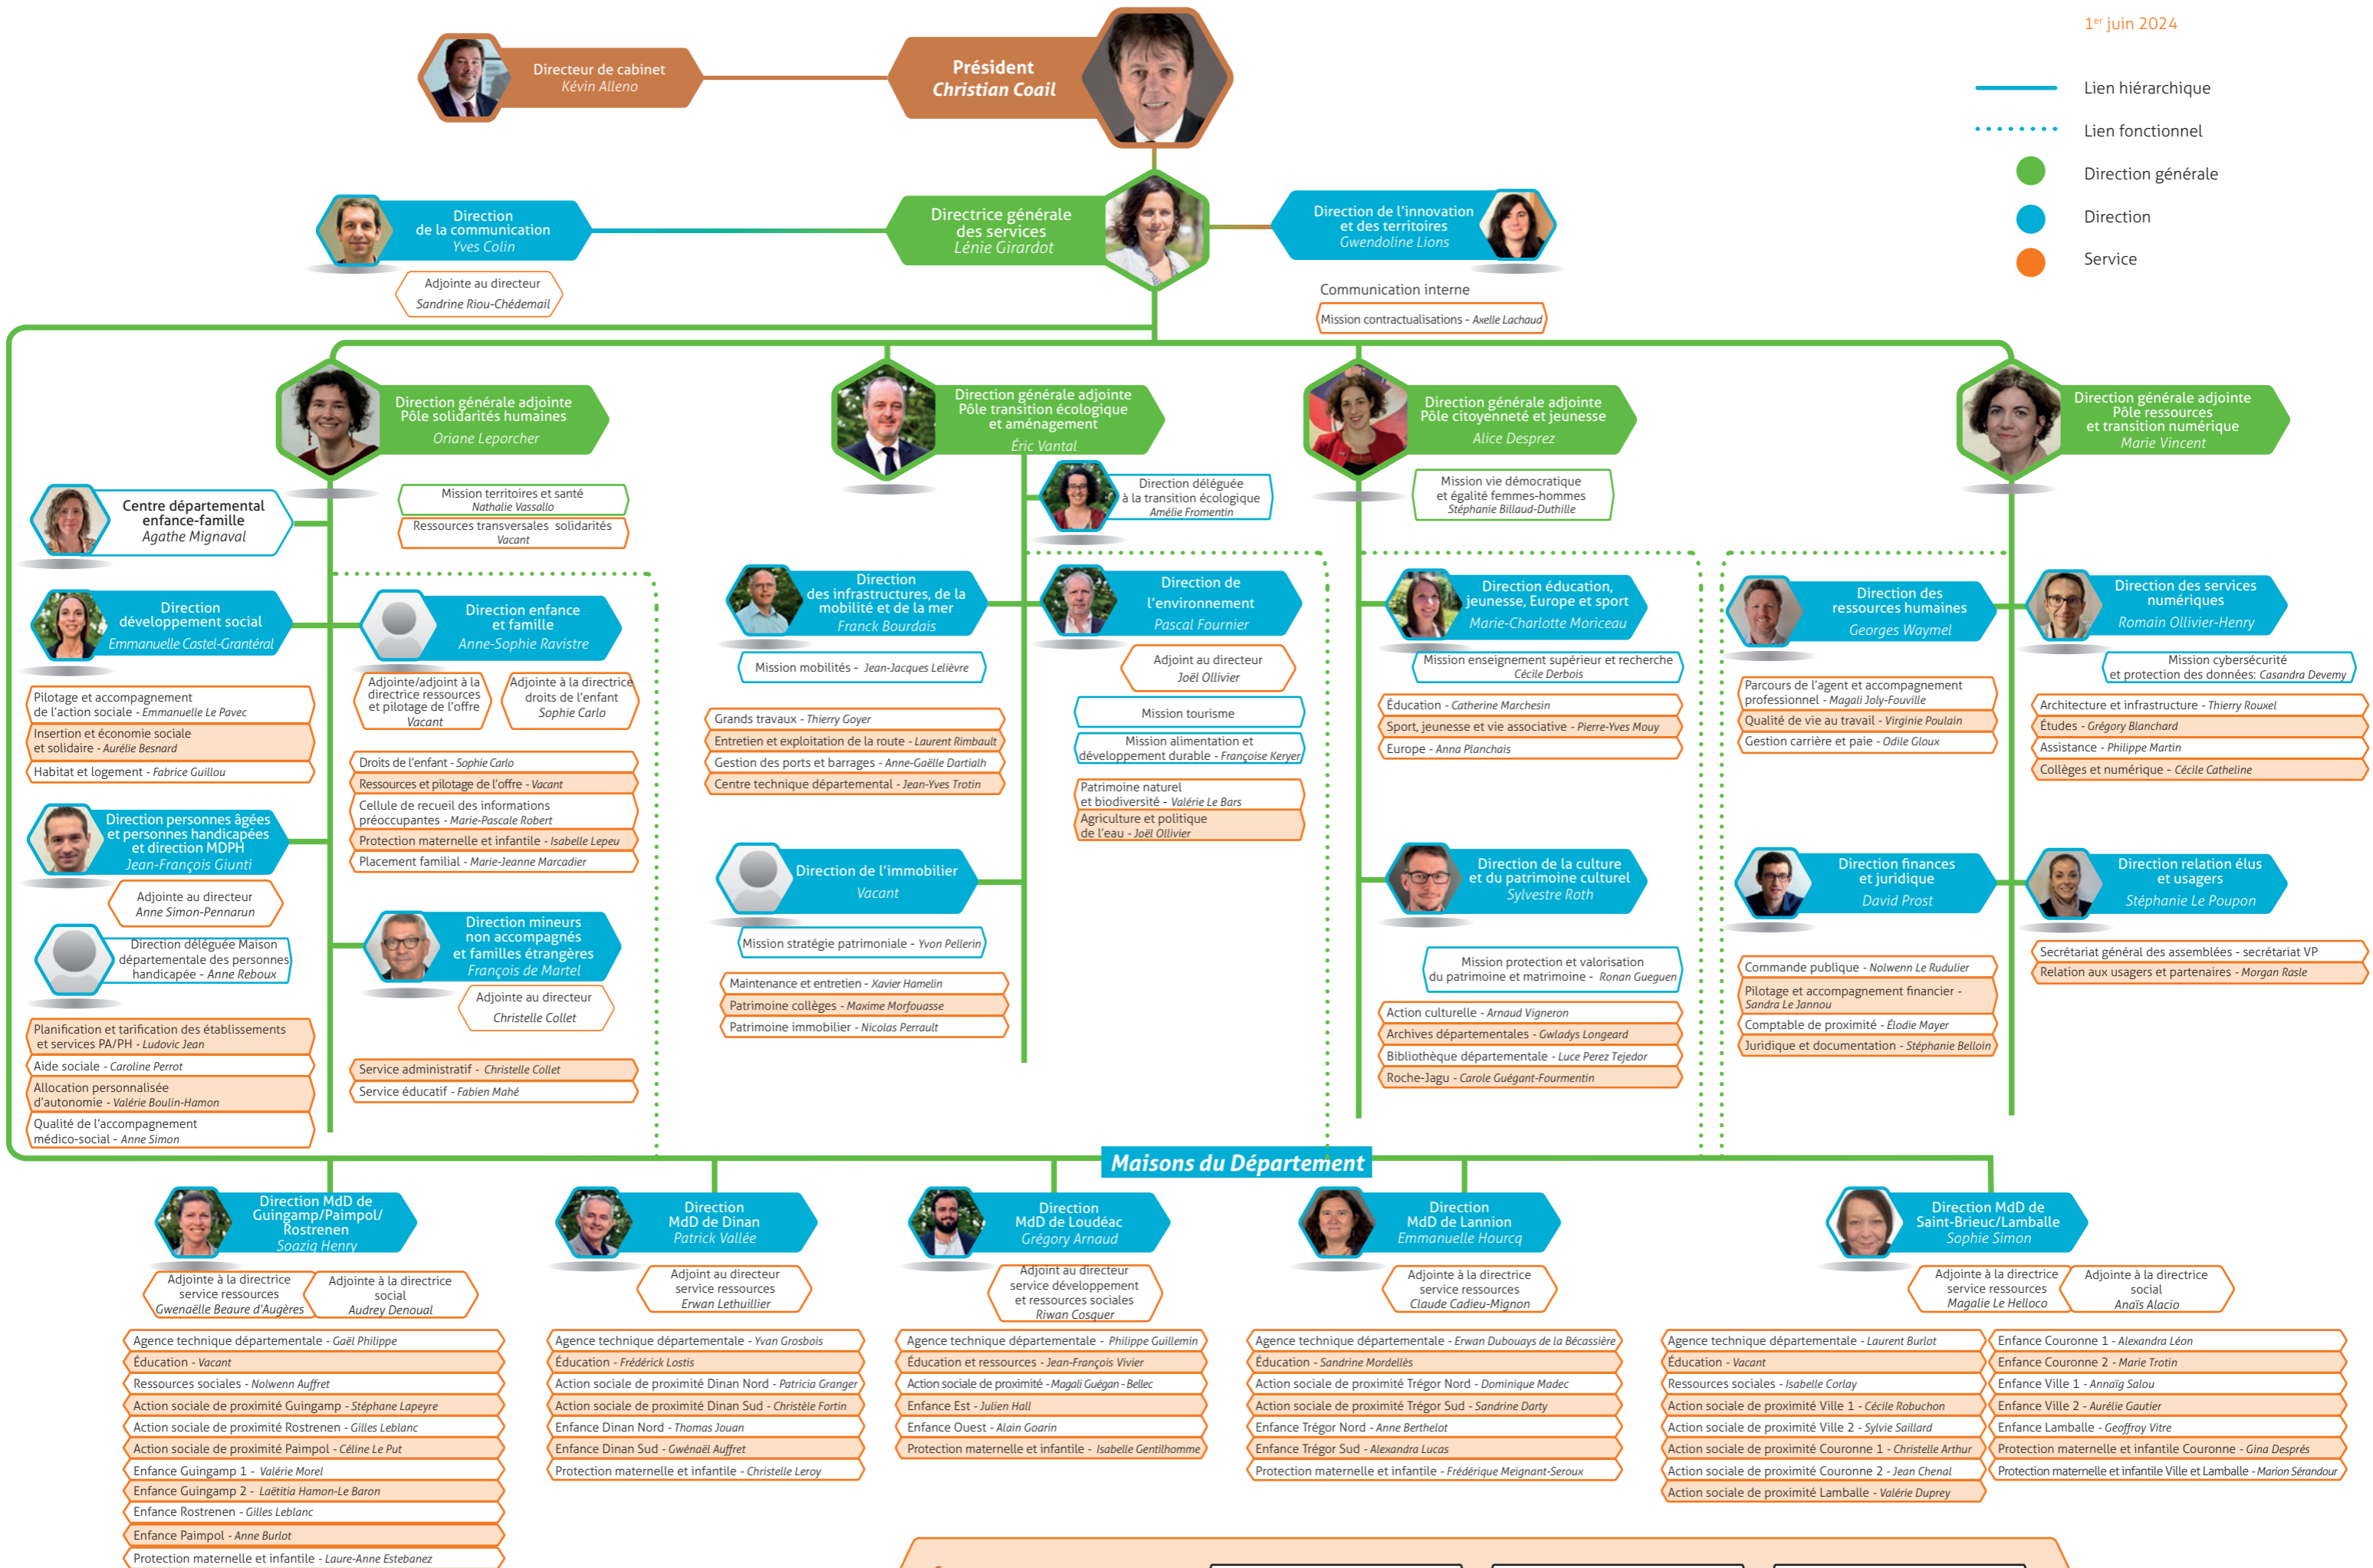 1er juin 2024
Lien hiérarchique
Lien fonctionnel
Direction générale
Direction
Service
Directeur de cabinet
Kévin Alleno
Président
Christian Coail
Direction
de la communication
Yves Colin
Adjointe au directeur
Sandrine Riou-Chédemail
Directrice générale
des services
Lénie Girardot
Direction de l'innovation
et des territoires
Gwendoline Lions
Communication interne
Mission contractualisations - Axelle Lachaud
Direction générale adjointe
Pôle solidarités humaines
Oriane Leporcher
Mission territoires et santé
Nathalie Vassallo
Ressources transversales solidarités
Vacant
Centre départemental
enfance-famille
Agathe Mignaval
Direction
développement social
Emmanuelle Castel-Grantéral
Pilotage et accompagnement
de l'action sociale - Emmanuelle Le Pavec
Insertion et économie sociale
et solidaire - Aurélie Besnard
Habitat et logement - Fabrice Guillou
Direction personnes âgées
et personnes handicapées
et direction MDPH
Jean-François Giunti
Adjointe au directeur
Anne Simon-Pennarun
Direction déléguée Maison
départementale des personnes
handicapée - Anne Reboux
Planification et tarification des établissements
et services PA/PH - Ludovic Jean
Aide sociale - Caroline Perrot
Allocation personnalisée
d'autonomie - Valérie Boulin-Hamon
Qualité de l'accompagnement
médico-social - Anne Simon
Direction enfance
et famille
Anne-Sophie Ravistre
Adjointe/adjoint à la
directrice ressources
et pilotage de l'offre
Vacant
Adjointe à la directrice
droits de l'enfant
Sophie Carlo
Droits de l'enfant - Sophie Carlo
Ressources et pilotage de l'offre - Vacant
Cellule de recueil des informations
préoccupantes - Marie-Pascale Robert
Protection maternelle et infantile - Isabelle Lepeu
Placement familial - Marie-Jeanne Marcadier
Direction mineurs
non accompagnés
et familles étrangères
François de Martel
Adjointe au directeur
Christelle Collet
Service administratif - Christelle Collet
Service éducatif - Fabien Mahé
Direction générale adjointe
Pôle transition écologique
et aménagement
Éric Vantal
Direction déléguée
à la transition écologique
Amélie Fromentin
Direction
des infrastructures, de la
mobilité et de la mer
Franck Bourdais
Mission mobilités - Jean-Jacques Lelièvre
Grands travaux - Thierry Goyer
Entretien et exploitation de la route - Laurent Rimbault
Gestion des ports et barrages - Anne-Gaëlle Dartialh
Centre technique départemental - Jean-Yves Trotin
Direction de l'immobilier
Vacant
Mission stratégie patrimoniale - Yvon Pellerin
Maintenance et entretien - Xavier Hamelin
Patrimoine collèges - Maxime Morfouasse
Patrimoine immobilier - Nicolas Perrault
Direction de
l'environnement
Pascal Fournier
Adjoint au directeur
Joël Ollivier
Mission tourisme
Mission alimentation et
développement durable - Françoise Keryer
Patrimoine naturel
et biodiversité - Valérie Le Bars
Agriculture et politique
de l'eau - Joël Ollivier
Direction générale adjointe
Pôle citoyenneté et jeunesse
Alice Desprez
Mission vie démocratique
et égalité femmes-hommes
Stéphanie Billaud-Duthille
Direction éducation,
jeunesse, Europe et sport
Marie-Charlotte Moriceau
Mission enseignement supérieur et recherche
Cécile Derbois
Éducation - Catherine Marchesin
Sport, jeunesse et vie associative - Pierre-Yves Mouy
Europe - Anna Planchais
Direction de la culture
et du patrimoine culturel
Sylvestre Roth
Mission protection et valorisation
du patrimoine et matrimoine - Ronan Gueguen
Action culturelle - Arnaud Vigneron
Archives départementales - Gwladys Longeard
Bibliothèque départementale - Luce Perez Tejedor
Roche-Jagu - Carole Guégant-Fourmentin
Direction générale adjointe
Pôle ressources
et transition numérique
Marie Vincent
Direction des
ressources humaines
Georges Waymel
Parcours de l'agent et accompagnement
professionnel - Magali Joly-Fouville
Qualité de vie au travail - Virginie Poulain
Gestion carrière et paie - Odile Gloux
Direction des services
numériques
Romain Ollivier-Henry
Mission cybersécurité
et protection des données: Casandra Devemy
Architecture et infrastructure - Thierry Rouxel
Études - Grégory Blanchard
Assistance - Philippe Martin
Collèges et numérique - Cécile Catheline
Direction finances
et juridique
David Prost
Commande publique - Nolwenn Le Rudulier
Pilotage et accompagnement financier -
Sandra Le Jannou
Comptable de proximité - Élodie Mayer
Juridique et documentation - Stéphanie Belloin
Direction relation élus
et usagers
Stéphanie Le Poupon
Secrétariat général des assemblées - secrétariat VP
Relation aux usagers et partenaires - Morgan Rasle
Maisons du Département
Direction MdD de
Guingamp/Paimpol/
Rostrenen
Soazig Henry
Adjointe à la directrice
service ressources
Gwenaëlle Beaure d'Augères
Adjointe à la directrice
social
Audrey Denoual
Agence technique départementale - Gaël Philippe
Éducation - Vacant
Ressources sociales - Nolwenn Auffret
Action sociale de proximité Guingamp - Stéphane Lapeyre
Action sociale de proximité Rostrenen - Gilles Leblanc
Action sociale de proximité Paimpol - Céline Le Put
Enfance Guingamp 1 - Valérie Morel
Enfance Guingamp 2 - Laëtitia Hamon-Le Baron
Enfance Rostrenen - Gilles Leblanc
Enfance Paimpol - Anne Burlot
Protection maternelle et infantile - Laure-Anne Estebanez
Direction
MdD de Dinan
Patrick Vallée
Adjoint au directeur
service ressources
Erwan Lethuillier
Agence technique départementale - Yvan Grosbois
Éducation - Frédérick Lostis
Action sociale de proximité Dinan Nord - Patricia Granger
Action sociale de proximité Dinan Sud - Christèle Fortin
Enfance Dinan Nord - Thomas Jouan
Enfance Dinan Sud - Gwénaël Auffret
Protection maternelle et infantile - Christelle Leroy
Direction
MdD de Loudéac
Grégory Arnaud
Adjoint au directeur
service développement
et ressources sociales
Riwan Cosquer
Agence technique départementale - Philippe Guillemin
Éducation et ressources - Jean-François Vivier
Action sociale de proximité - Magali Guégan - Bellec
Enfance Est - Julien Hall
Enfance Ouest - Alain Goarin
Protection maternelle et infantile - Isabelle Gentilhomme
Direction
MdD de Lannion
Emmanuelle Hourcq
Adjointe à la directrice
service ressources
Claude Cadieu-Mignon
Agence technique départementale - Erwan Dubouays de la Bécassière
Éducation - Sandrine Mordellès
Action sociale de proximité Trégor Nord - Dominique Madec
Action sociale de proximité Trégor Sud - Sandrine Darty
Enfance Trégor Nord - Anne Berthelot
Enfance Trégor Sud - Alexandra Lucas
Protection maternelle et infantile - Frédérique Meignant-Seroux
Direction MdD de
Saint-Brieuc/Lamballe
Sophie Simon
Adjointe à la directrice
service ressources
Magalie Le Helloco
Adjointe à la directrice
social
Anaïs Alacio
Agence technique départementale - Laurent Burlot
Éducation - Vacant
Ressources sociales - Isabelle Corlay
Action sociale de proximité Ville 1 - Cécile Robuchon
Action sociale de proximité Ville 2 - Sylvie Saillard
Action sociale de proximité Couronne 1 - Christelle Arthur
Action sociale de proximité Couronne 2 - Jean Chenal
Action sociale de proximité Lamballe - Valérie Duprey
Enfance Couronne 1 - Alexandra Léon
Enfance Couronne 2 - Marie Trotin
Enfance Ville 1 - Annaïg Salou
Enfance Ville 2 - Aurélie Gautier
Enfance Lamballe - Geoffroy Vitre
Protection maternelle et infantile Couronne - Gina Després
Protection maternelle et infantile Ville et Lamballe - Marion Sérandour